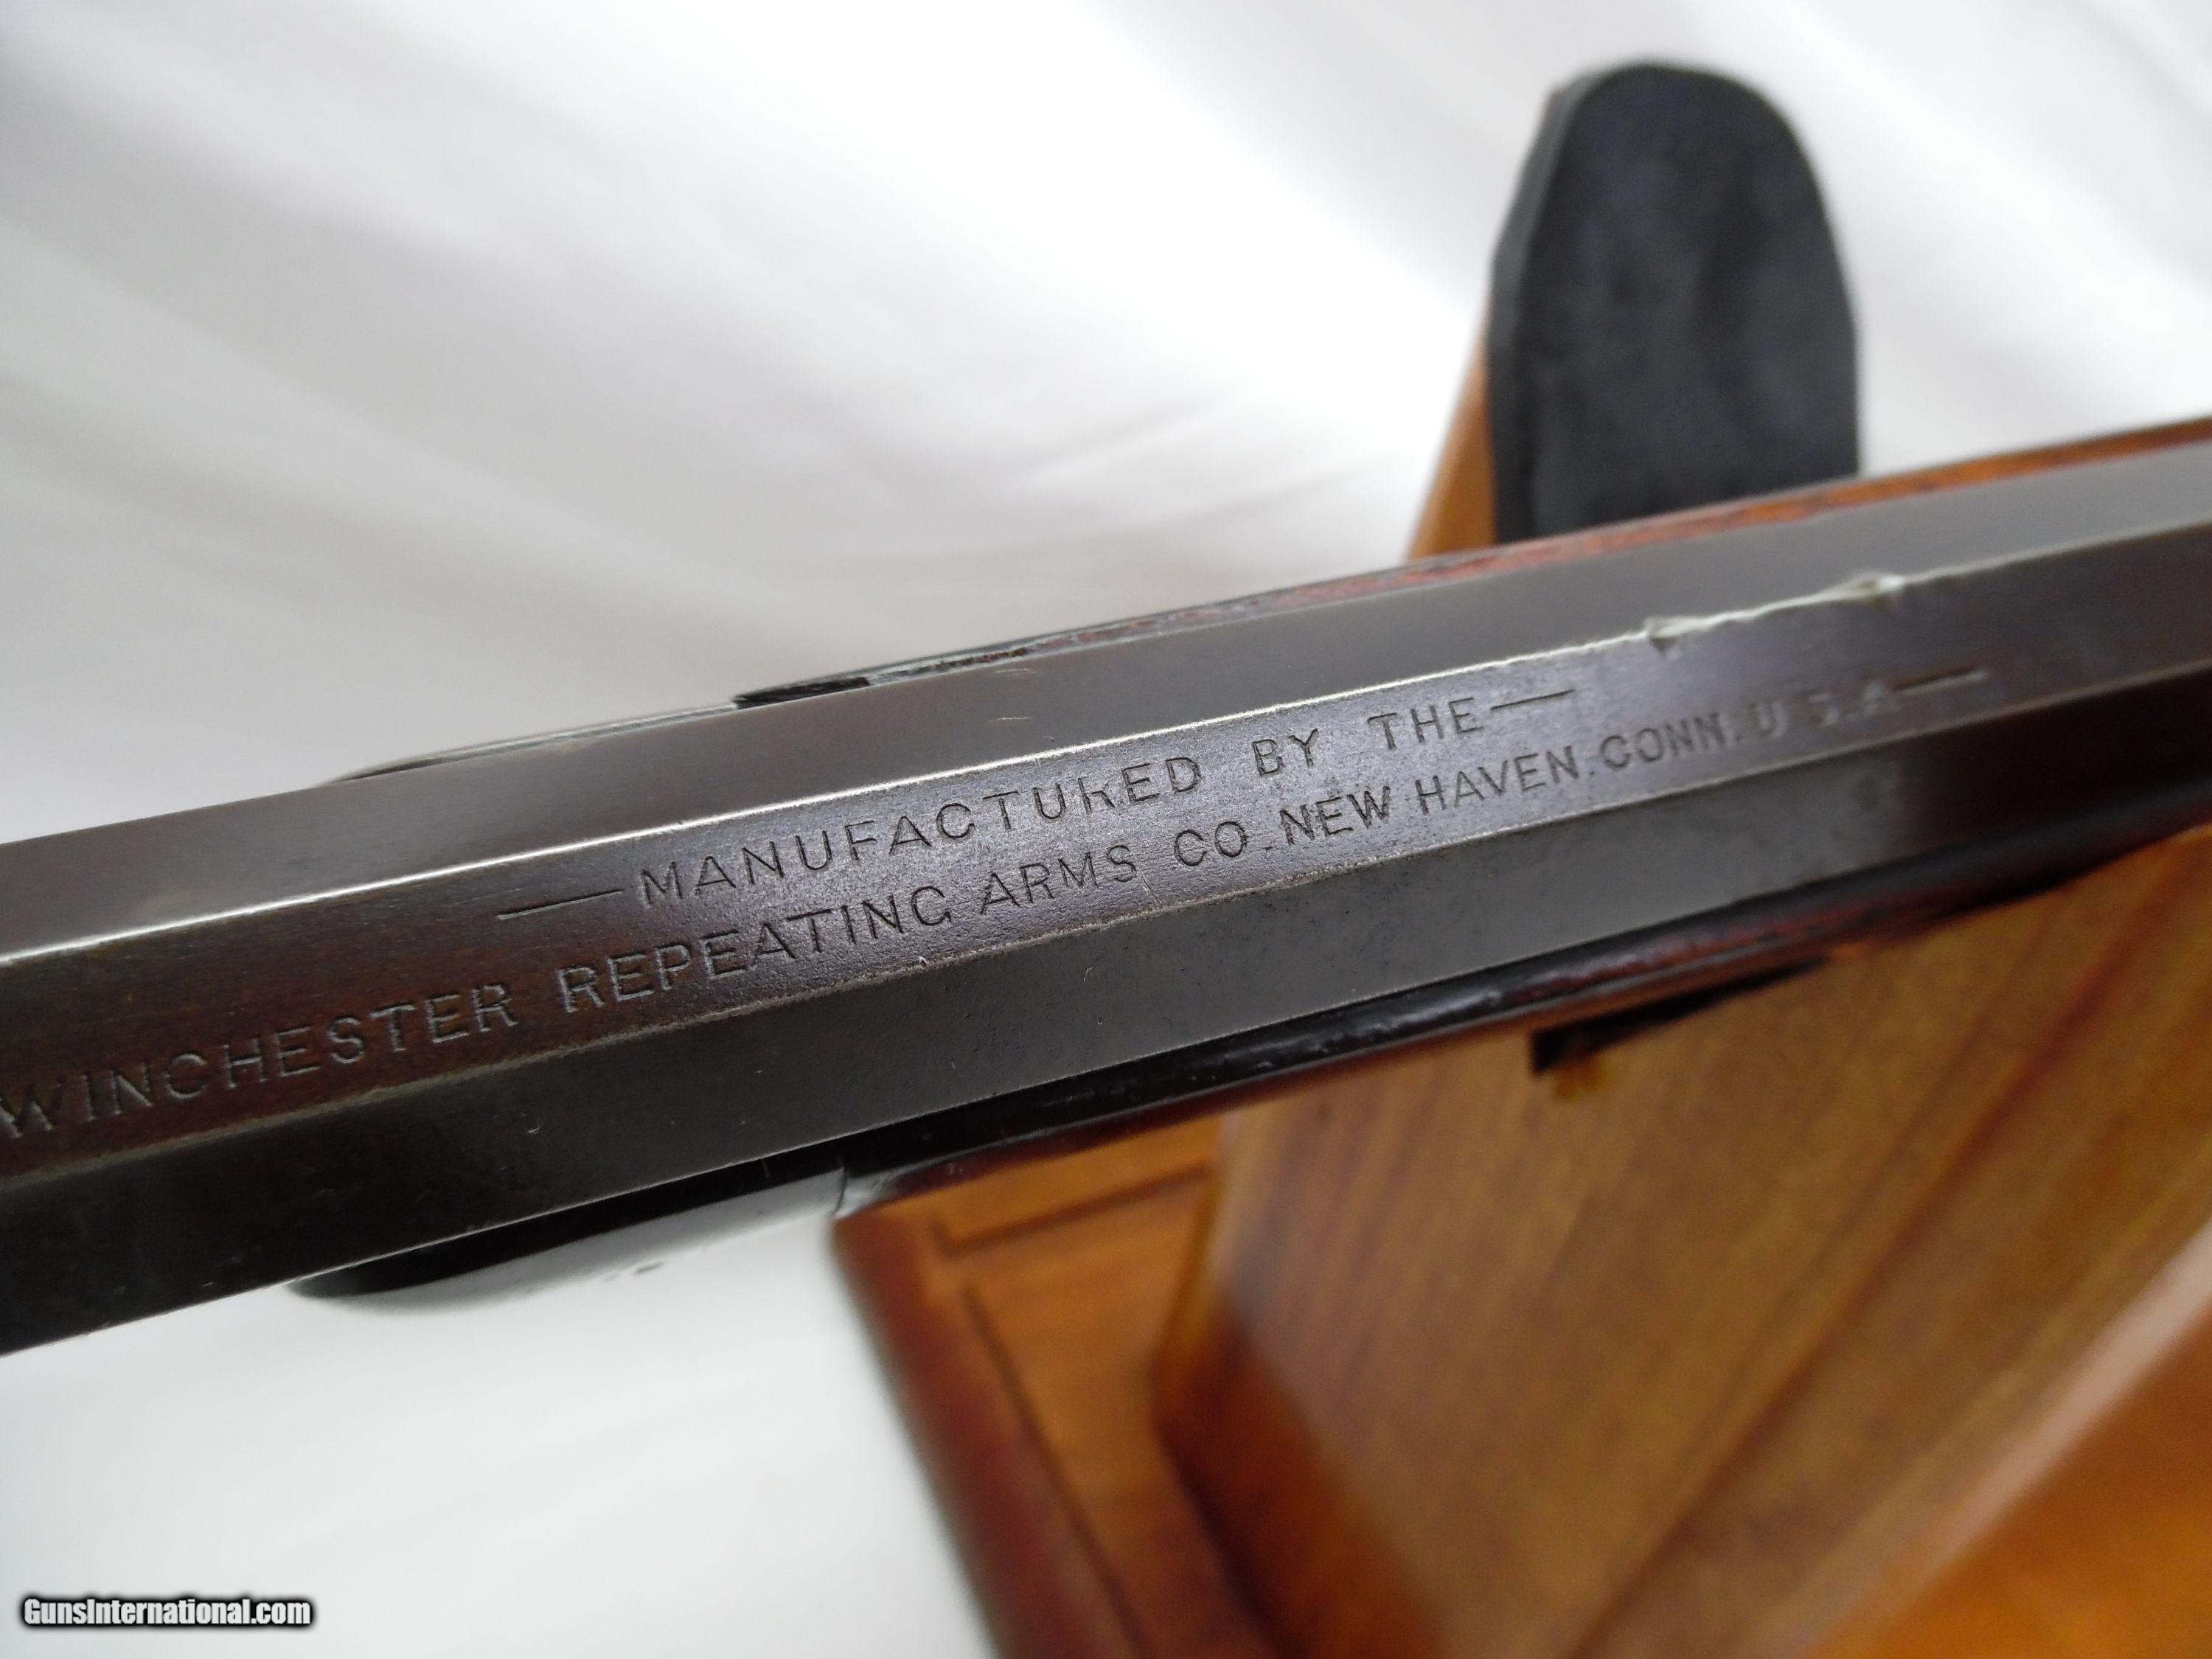 —MANUFACTURED BY THE—
WINCHESTER REPEATING ARMS CO. NEW HAVEN. CONN. U.S.A—
GunsInternational.com